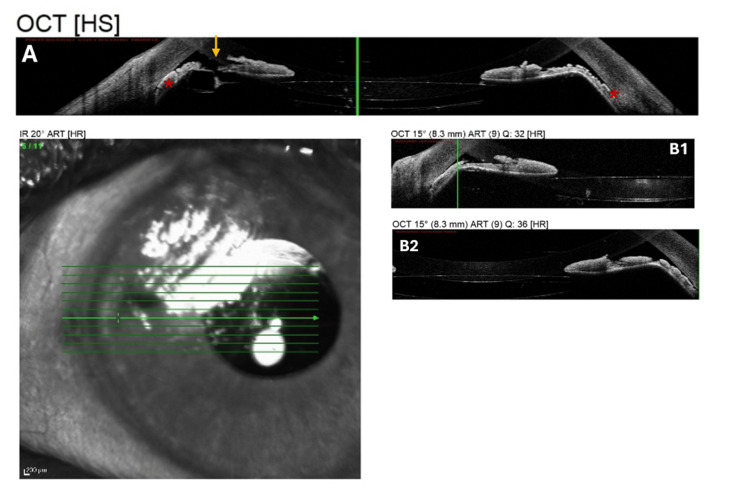 OCT [HS]
A
*
*
IR 20° ART [HR]
OCT 15° (8.3 mm) ART (9) Q: 32 [HR]
B1
OCT 15° (8.3 mm) ART (9) Q: 36 [HR]
B2
200 µm